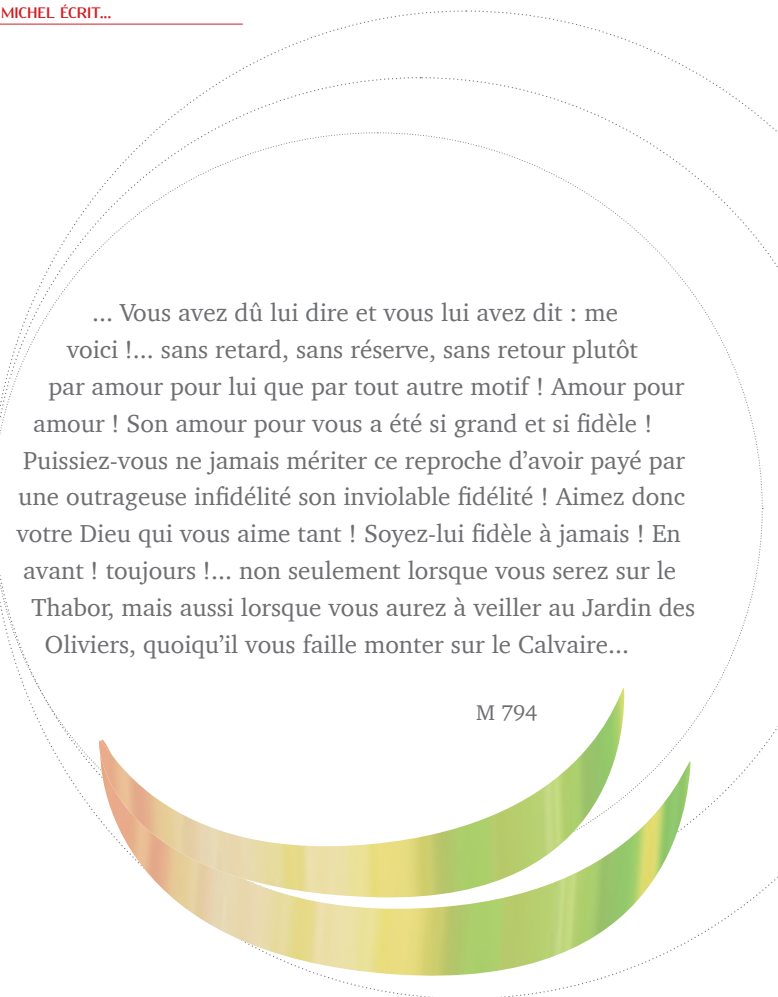 MICHEL ÉCRIT...
... Vous avez dû lui dire et vous lui avez dit : me
voici !... sans retard, sans réserve, sans retour plutôt
par amour pour lui que par tout autre motif ! Amour pour
amour ! Son amour pour vous a été si grand et si fidèle !
Puissiez-vous ne jamais mériter ce reproche d’avoir payé par
une outrageuse infidélité son inviolable fidélité ! Aimez donc
votre Dieu qui vous aime tant ! Soyez-lui fidèle à jamais ! En
avant ! toujours !... non seulement lorsque vous serez sur le
Thabor, mais aussi lorsque vous aurez à veiller au Jardin des
Oliviers, quoiqu’il vous faille monter sur le Calvaire...
M 794